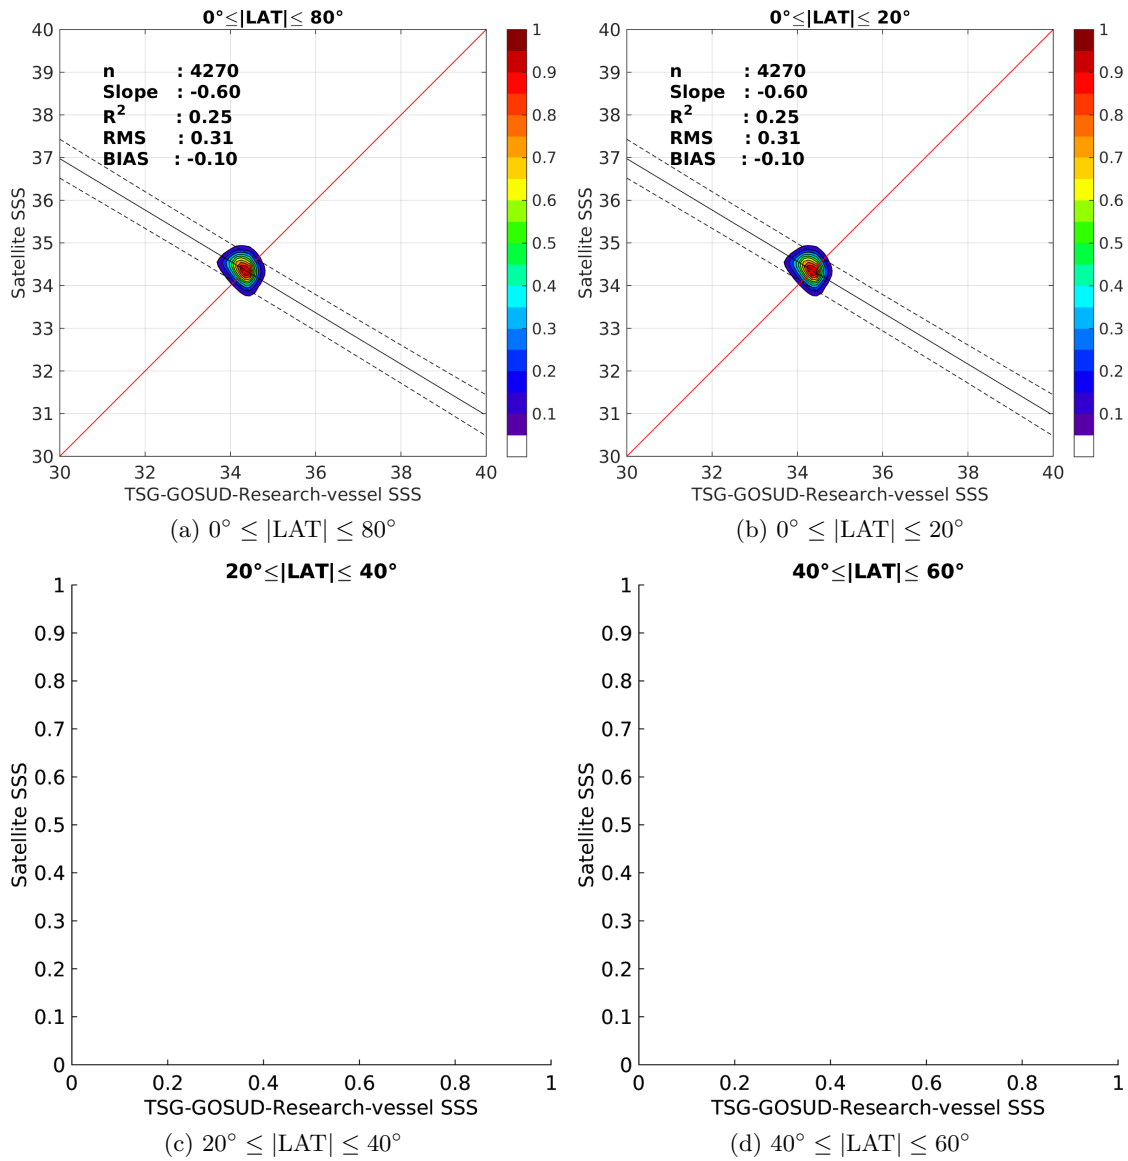 0°≤|LAT|≤ 80°
40
39
38
37
36
35
34
33
32
31
30
Satellite SSS
n : 4270
Slope : -0.60
R² : 0.25
RMS : 0.31
BIAS : -0.10
30 32 34 36 38 40
TSG-GOSUD-Research-vessel SSS
1
0.9
0.8
0.7
0.6
0.5
0.4
0.3
0.2
0.1
(a) 0° ≤ |LAT| ≤ 80°
0°≤|LAT|≤ 20°
40
39
38
37
36
35
34
33
32
31
30
Satellite SSS
n : 4270
Slope : -0.60
R² : 0.25
RMS : 0.31
BIAS : -0.10
30 32 34 36 38 40
TSG-GOSUD-Research-vessel SSS
1
0.9
0.8
0.7
0.6
0.5
0.4
0.3
0.2
0.1
(b) 0° ≤ |LAT| ≤ 20°
20°≤|LAT|≤ 40°
1
0.9
0.8
0.7
0.6
0.5
0.4
0.3
0.2
0.1
0
Satellite SSS
0 0.2 0.4 0.6 0.8 1
TSG-GOSUD-Research-vessel SSS
(c) 20° ≤ |LAT| ≤ 40°
40°≤|LAT|≤ 60°
1
0.9
0.8
0.7
0.6
0.5
0.4
0.3
0.2
0.1
0
Satellite SSS
0 0.2 0.4 0.6 0.8 1
TSG-GOSUD-Research-vessel SSS
(d) 40° ≤ |LAT| ≤ 60°